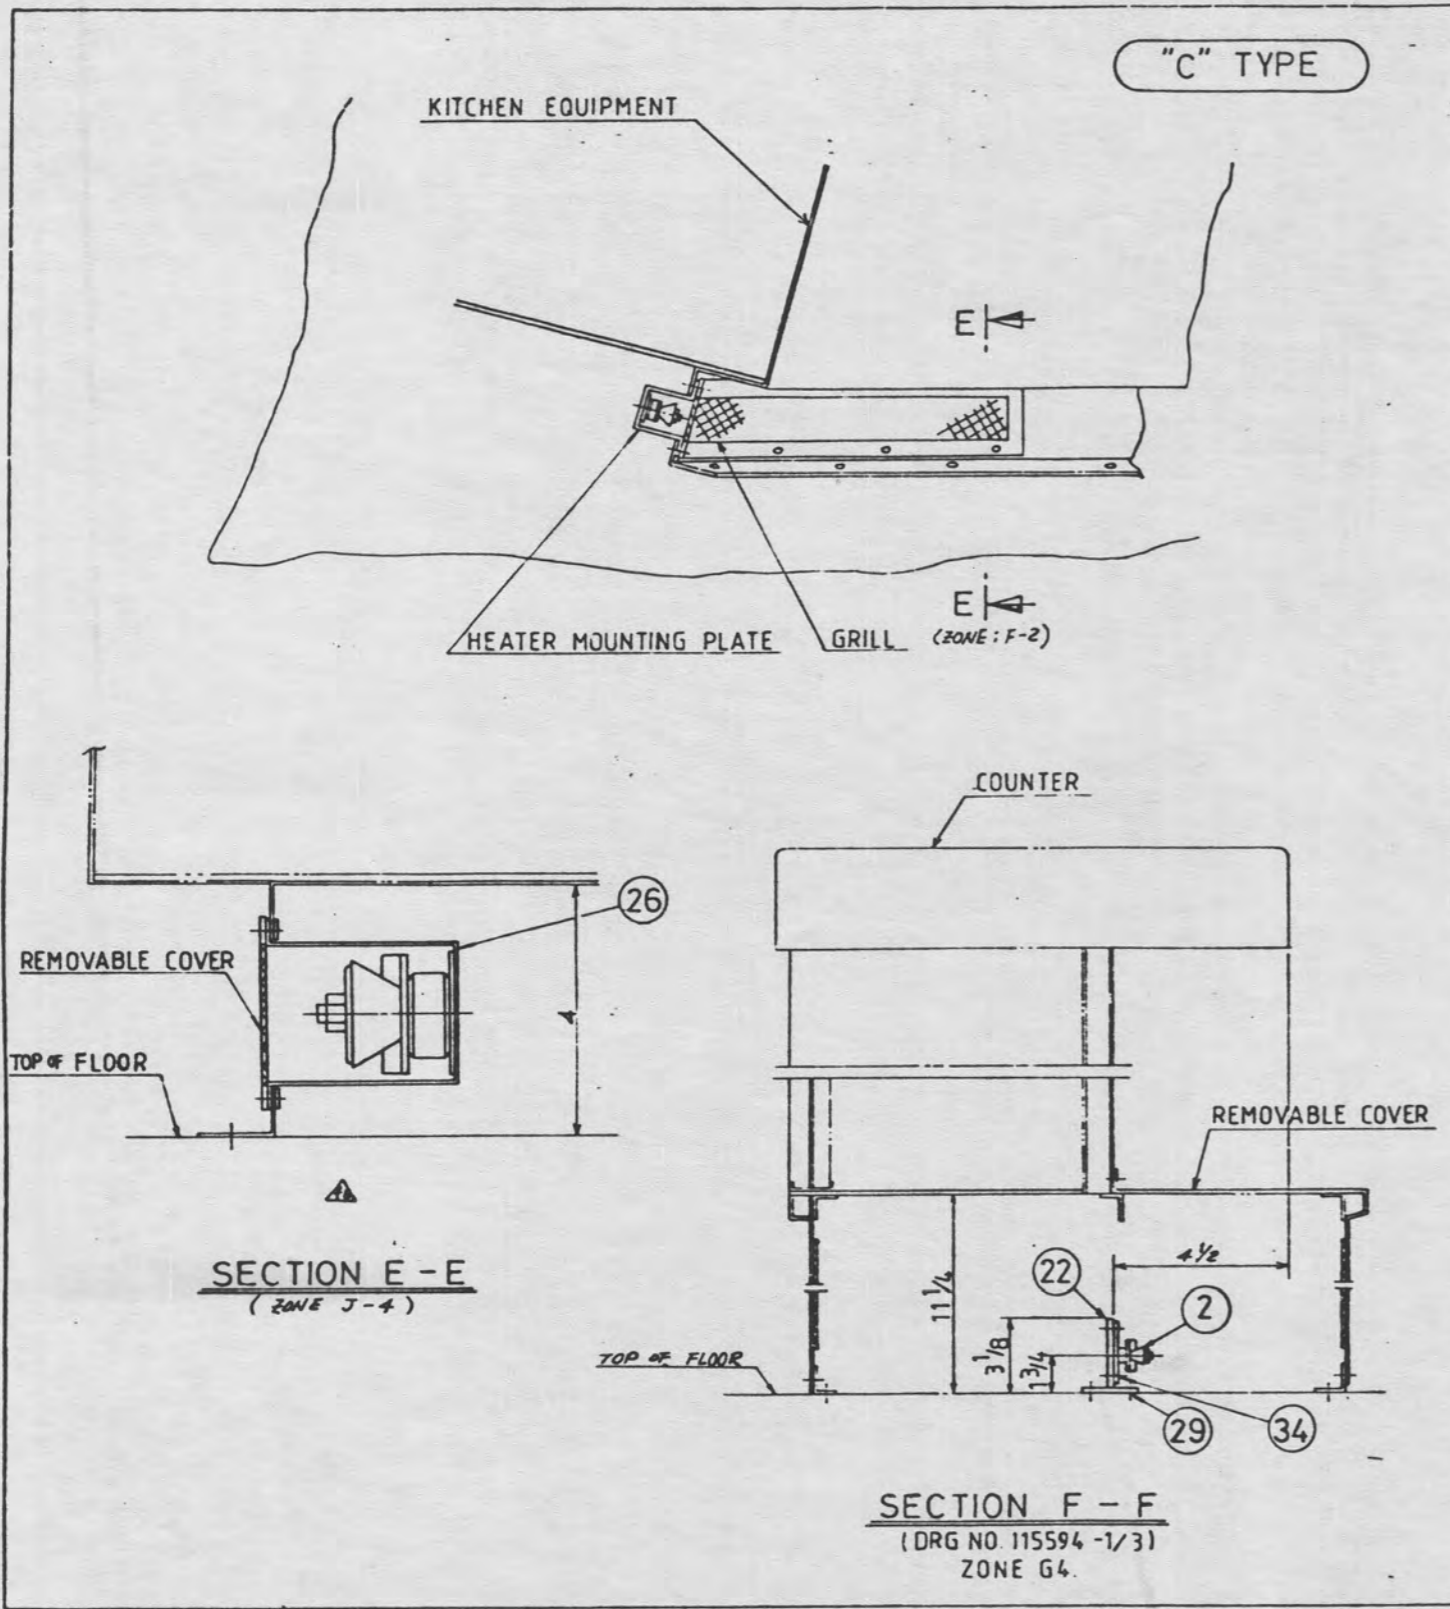 "C" TYPE
KITCHEN EQUIPMENT
E
E
(ZONE : F-2)
HEATER MOUNTING PLATE
GRILL
COUNTER
26
REMOVABLE COVER
TOP OF FLOOR
A
REMOVABLE COVER
SECTION E - E
( ZONE J - 4 )
4 1/2
22
2
11 1/4
3 1/8
1 3/4
TOP OF FLOOR
29
34
SECTION F - F
( DRG NO. 115594 -1/3)
ZONE G4.